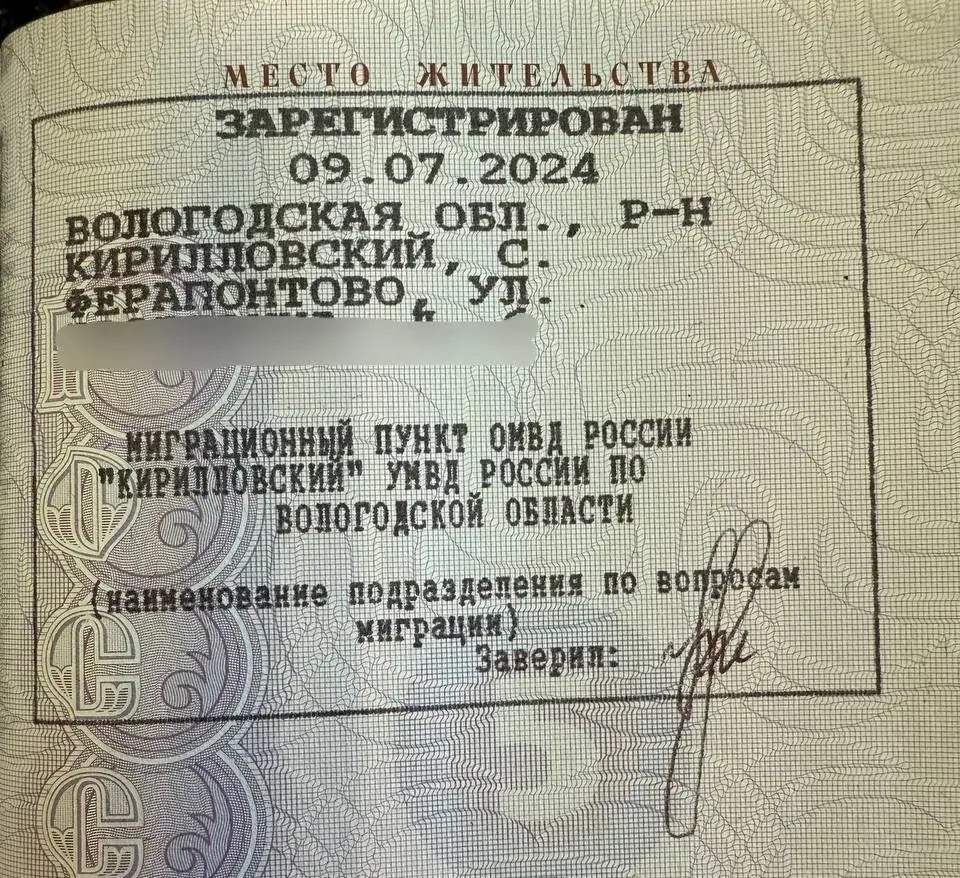 МЕСТО ЖИТЕЛЬСТВА
ЗАРЕГИСТРИРОВАН
09.07.2024
ВОЛОГОДСКАЯ ОБЛ., Р-Н
КИРИЛЛОВСКИЙ, С.
ФЕРАПОНТОВО, УЛ.
МИГРАЦИОННЫЙ ПУНКТ ОМВД РОССИИ
"КИРИЛЛОВСКИЙ" УМВД РОССИИ ПО
ВОЛОГОДСКОЙ ОБЛАСТИ
(наименование подразделения по вопросам
миграции)
Заверил: